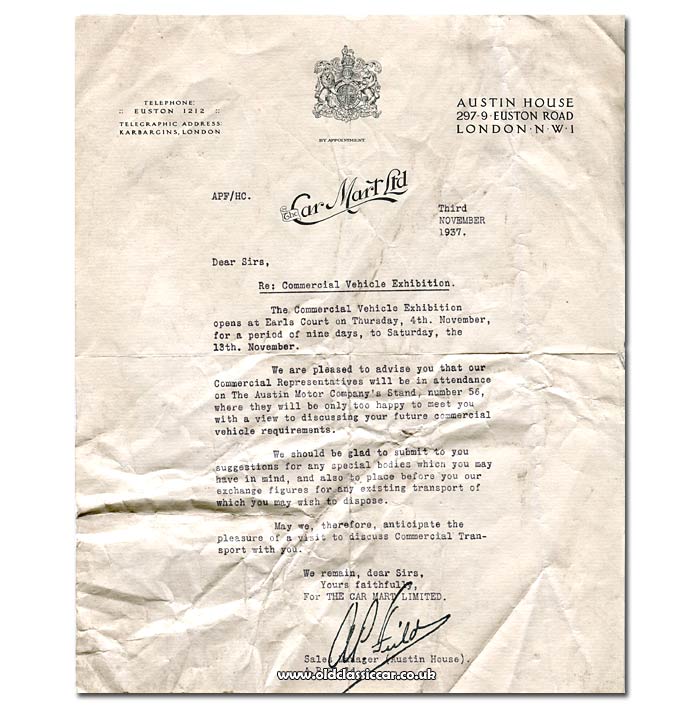 TELEPHONE:
:: EUSTON 1212 ::
TELEGRAPHIC ADDRESS:
KARBARGINS, LONDON
BY APPOINTMENT
AUSTIN HOUSE
297-9·EUSTON ROAD
LONDON·N·W·1
The Car Mart Ltd
APF/HC.
Third
NOVEMBER
1937.
Dear Sirs,
Re: Commercial Vehicle Exhibition.
The Commercial Vehicle Exhibition
opens at Earls Court on Thursday, 4th. November,
for a period of nine days, to Saturday, the
13th. November.
We are pleased to advise you that our
Commercial Representatives will be in attendance
on The Austin Motor Company's Stand, number 56,
where they will be only too happy to meet you
with a view to discussing your future commercial
vehicle requirements.
We should be glad to submit to you
suggestions for any special bodies which you may
have in mind, and also to place before you our
exchange figures for any existing transport of
which you may wish to dispose.
May we, therefore, anticipate the
pleasure of a visit to discuss Commercial Tran-
sport with you.
We remain, dear Sirs,
Yours faithfully,
For THE CAR MART LIMITED.
AP Field
Sales Manager (Austin House).
www.oldclassiccar.co.uk